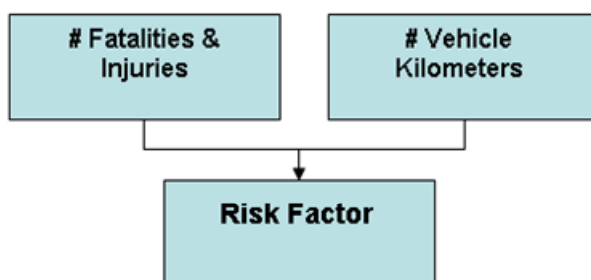 # Fatalities &
Injuries
# Vehicle
Kilometers
Risk Factor